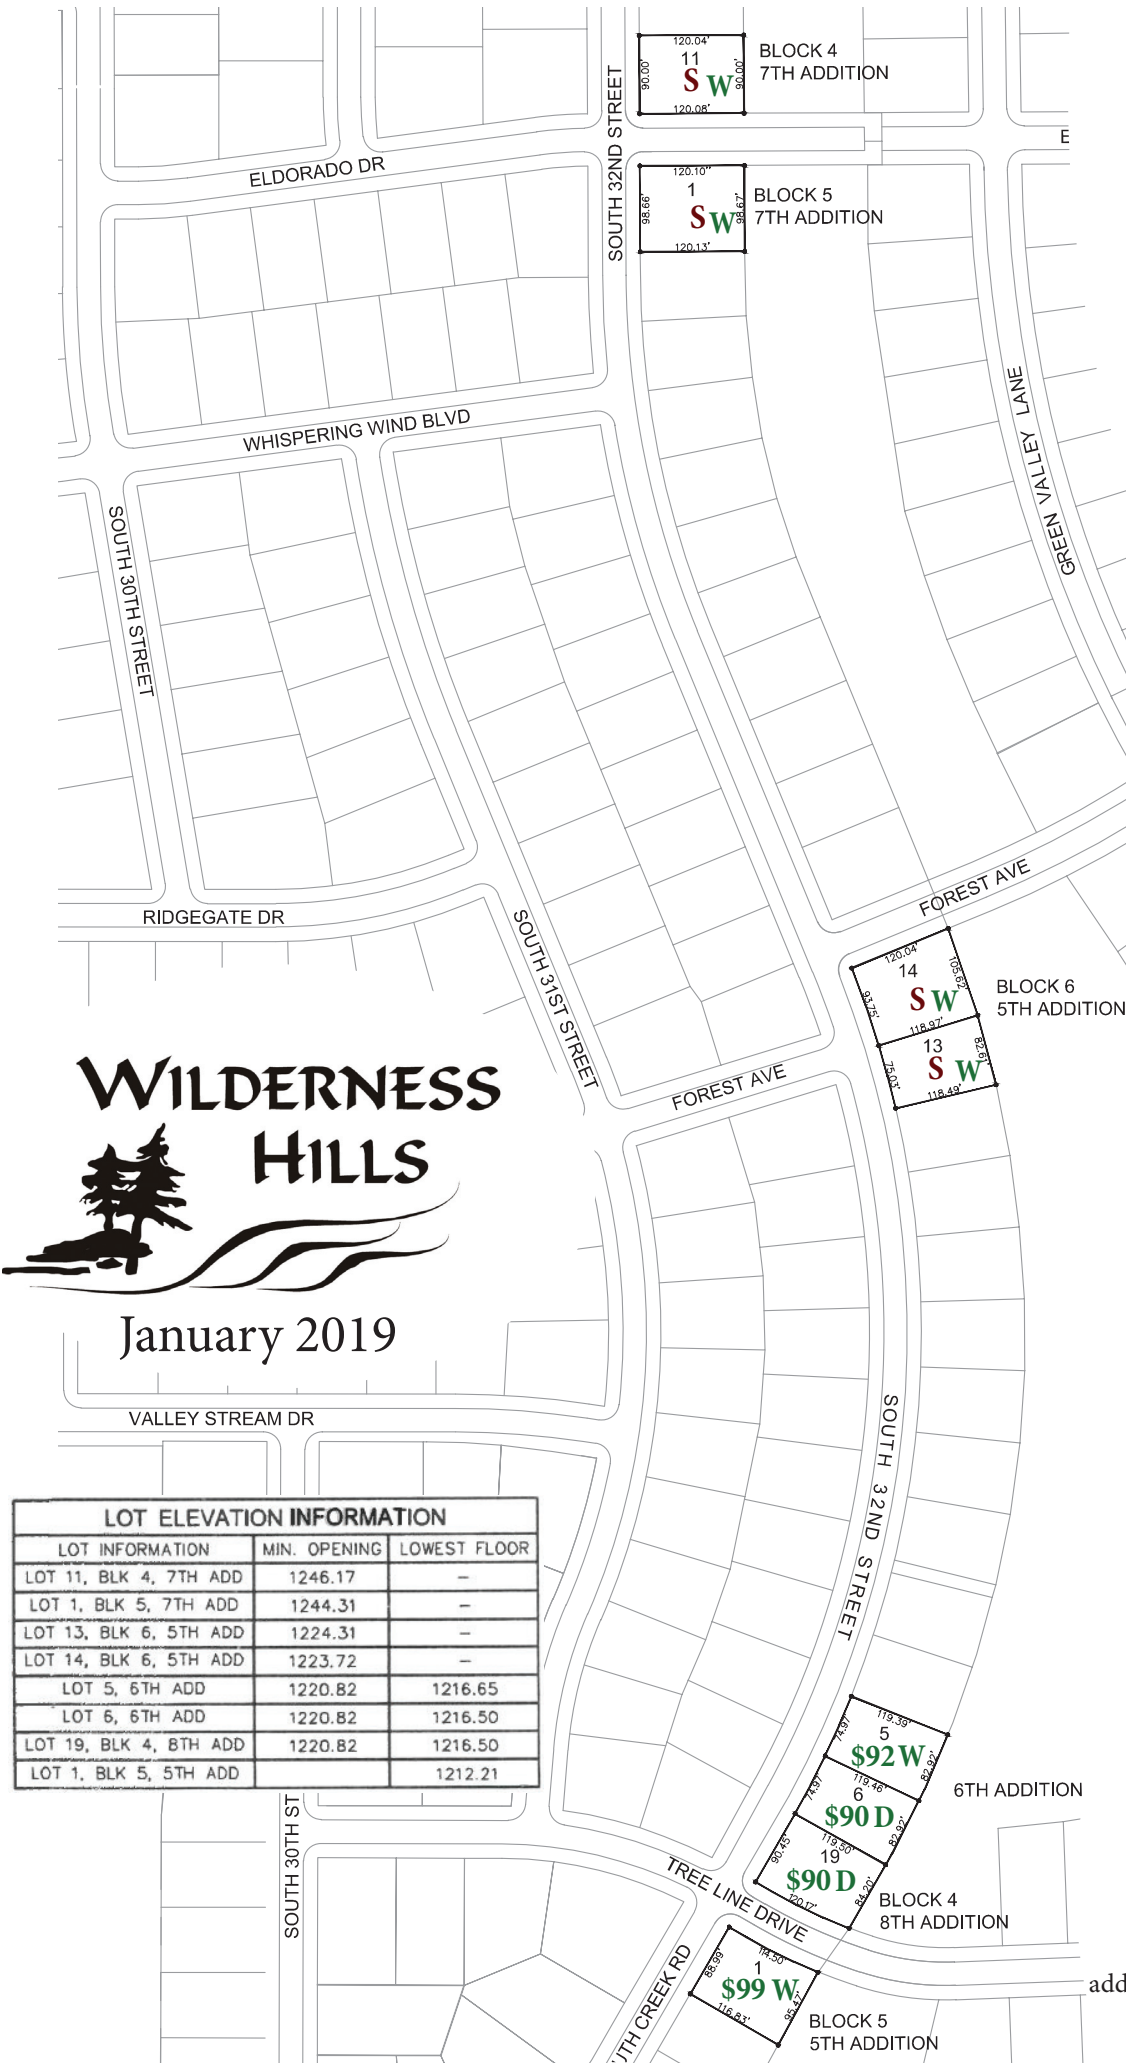 120.04'
11
90.00'
S W
90.00'
120.08'
BLOCK 4
7TH ADDITION
SOUTH 32ND STREET
E
ELDORADO DR
120.10"
1
98.66'
S W
98.67'
120.13'
BLOCK 5
7TH ADDITION
GREEN VALLEY LANE
WHISPERING WIND BLVD
SOUTH 30TH STREET
FOREST AVE
RIDGEGATE DR
SOUTH 31ST STREET
120.04'
14
93.75'
S W
105.62'
118.97'
BLOCK 6
5TH ADDITION
13
75.03'
S W
82.61'
118.49'
FOREST AVE
WILDERNESS
HILLS
January 2019
VALLEY STREAM DR
SOUTH 32ND STREET
LOT ELEVATION INFORMATION
LOT INFORMATION MIN. OPENING LOWEST FLOOR
LOT 11, BLK 4, 7TH ADD 1246.17 –
LOT 1, BLK 5, 7TH ADD 1244.31 –
LOT 13, BLK 6, 5TH ADD 1224.31 –
LOT 14, BLK 6, 5TH ADD 1223.72 –
LOT 5, 6TH ADD 1220.82 1216.65
LOT 6, 6TH ADD 1220.82 1216.50
LOT 19, BLK 4, 8TH ADD 1220.82 1216.50
LOT 1, BLK 5, 5TH ADD 1212.21
119.39'
5
74.97'
$92 W
82.92'
119.46'
6
74.97'
$90 D
82.92'
6TH ADDITION
119.50'
19
90.45'
$90 D
84.20'
120.17'
BLOCK 4
8TH ADDITION
SOUTH 30TH ST
TREE LINE DRIVE
114.50'
1
88.99'
$99 W
95.47'
116.83'
BLOCK 5
5TH ADDITION
UTH CREEK RD
add